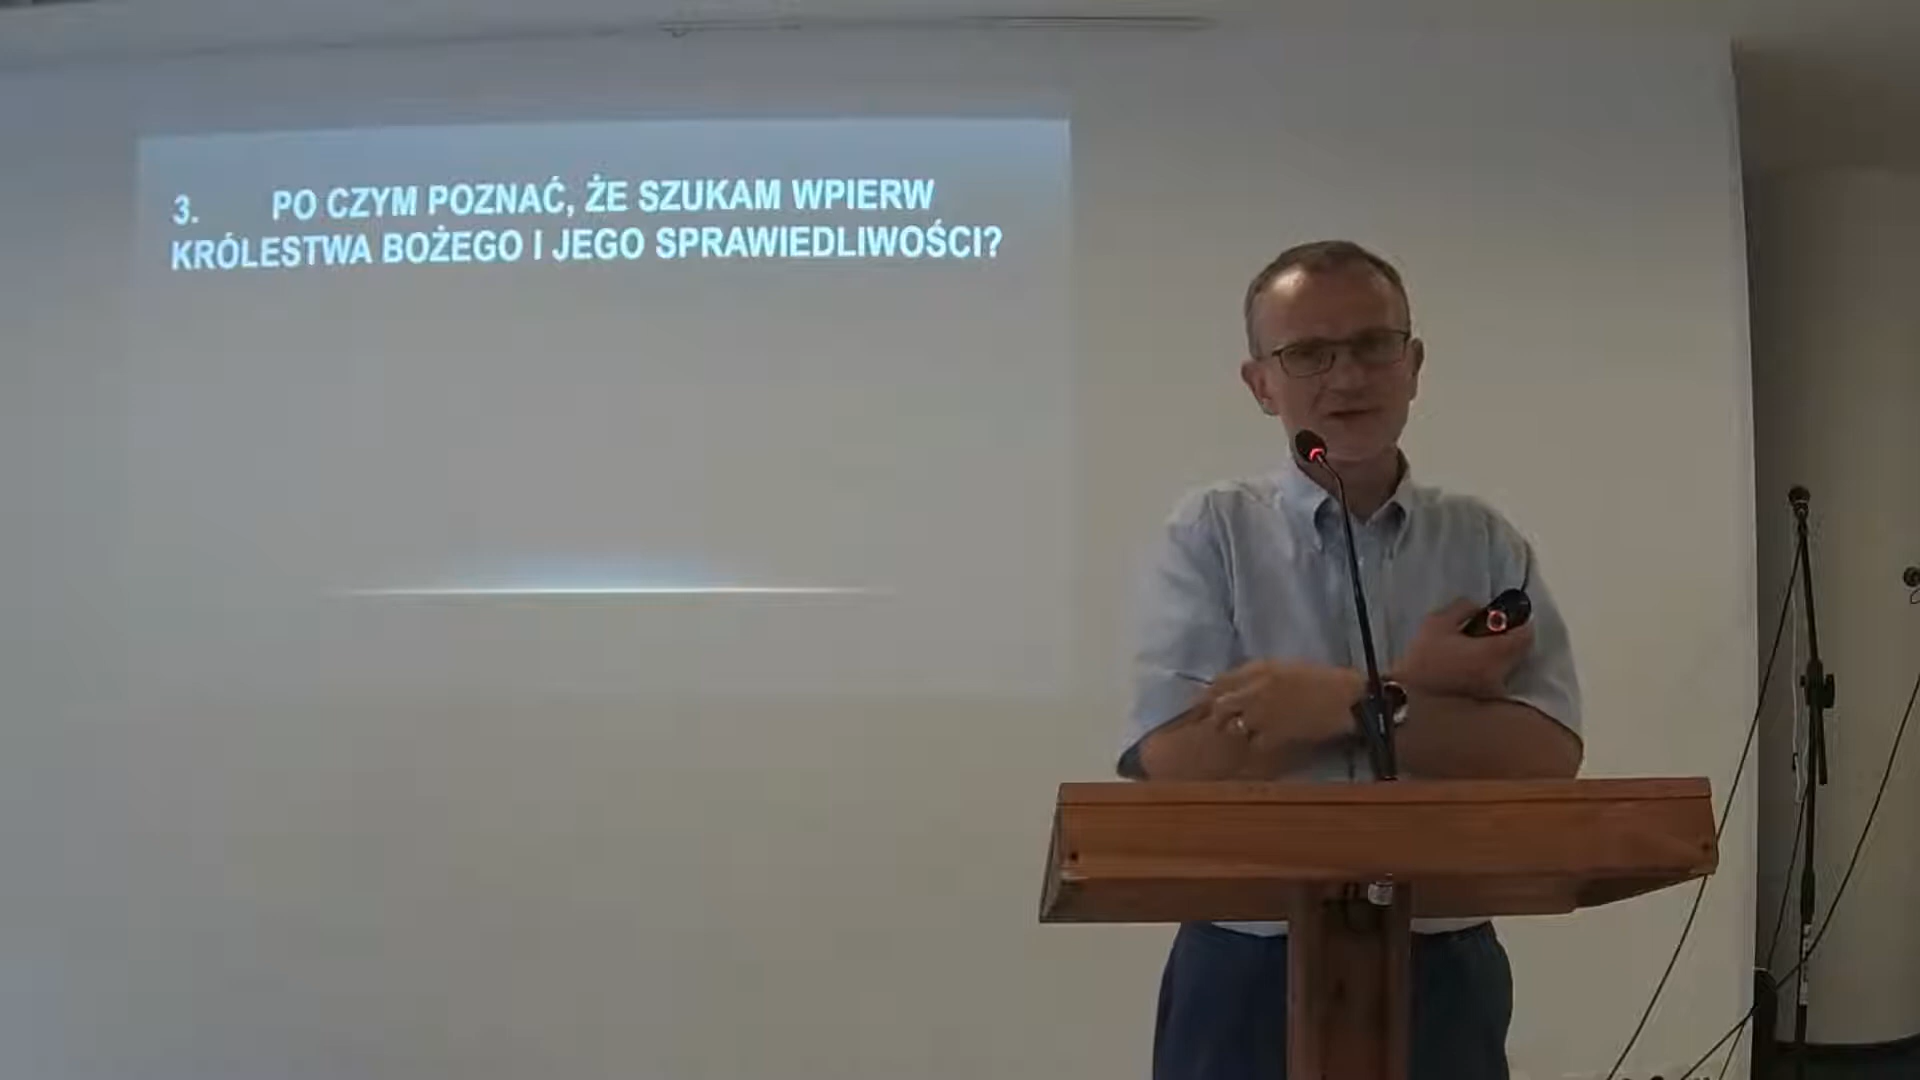 3. PO CZYM POZNAĆ, ŻE SZUKAM WPIERW
KRÓLESTWA BOŻEGO I JEGO SPRAWIEDLIWOŚCI?